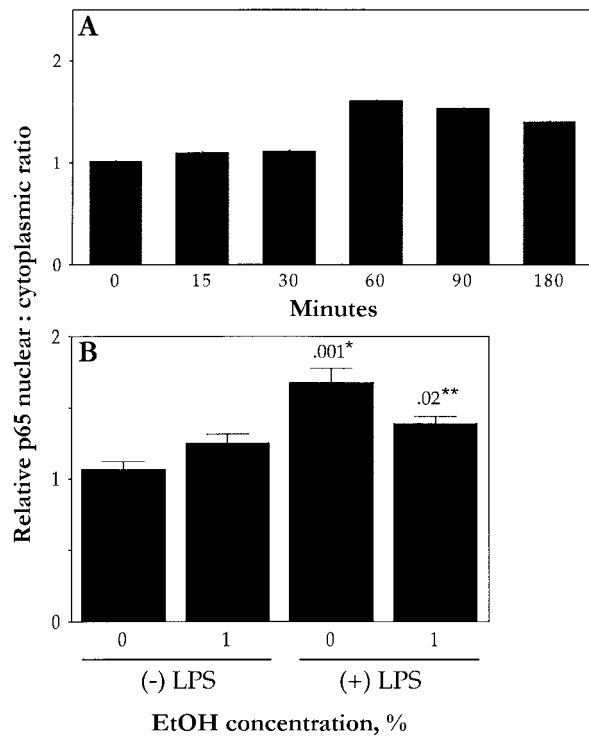 A
2
1
0
0 15 30 60 90 180
Minutes
Relative p65 nuclear : cytoplasmic ratio
B
2
.001*
.02**
1
0
0 1 0 1
(-) LPS (+) LPS
EtOH concentration, %